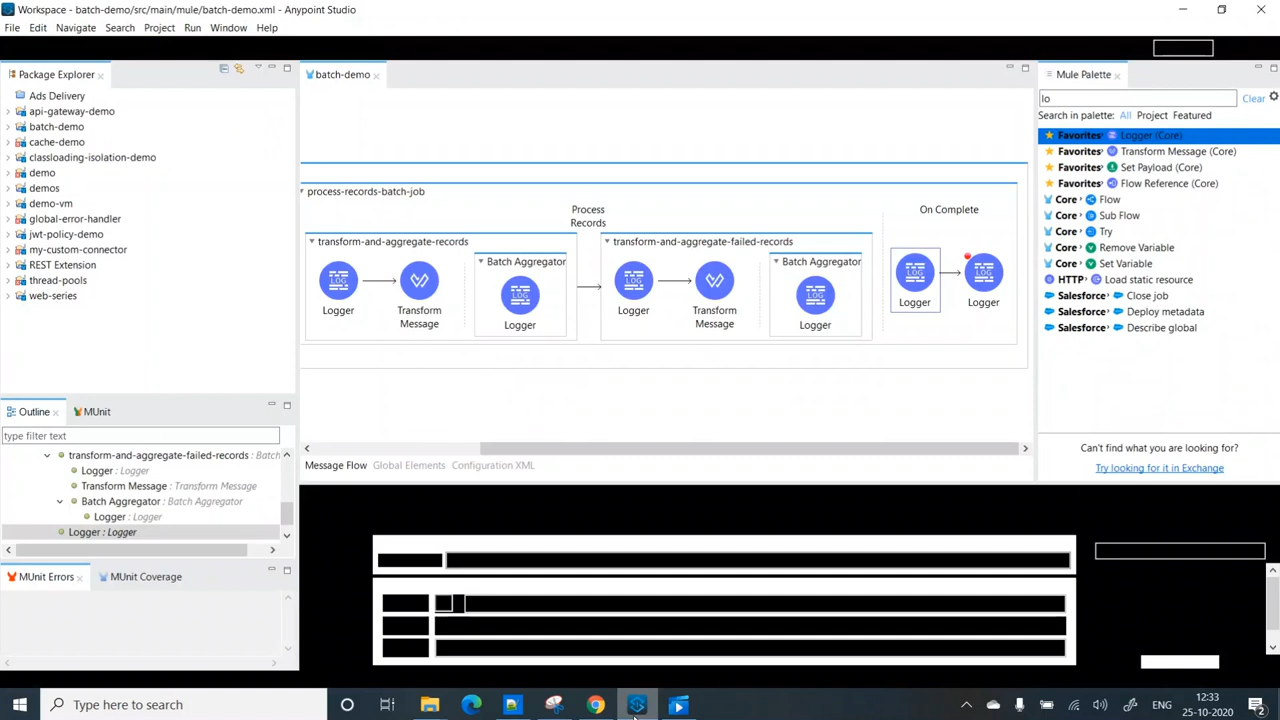 Workspace - batch-demo/src/main/mule/batch-demo.xml - Anypoint Studio
File Edit Navigate Search Project Run Window Help
Package Explorer
Ads Delivery
api-gateway-demo
batch-demo
cache-demo
classloading-isolation-demo
demo
demos
demo-vm
global-error-handler
jwt-policy-demo
my-custom-connector
REST Extension
thread-pools
web-series
Outline MUnit
type filter text
transform-and-aggregate-failed-records : Batch
Logger : Logger
Transform Message : Transform Message
Batch Aggregator : Batch Aggregator
Logger : Logger
Logger : Logger
MUnit Errors MUnit Coverage
batch-demo
process-records-batch-job
Process
Records
On Complete
transform-and-aggregate-records
Batch Aggregator
LOG
Logger
Transform
Message
LOG
Logger
transform-and-aggregate-failed-records
Batch Aggregator
LOG
Logger
Transform
Message
LOG
Logger
LOG
Logger
LOG
Logger
Message Flow Global Elements Configuration XML
Mule Palette
lo
Clear
Search in palette: All Project Featured
Favorites Logger (Core)
Favorites Transform Message (Core)
Favorites Set Payload (Core)
Favorites Flow Reference (Core)
Core Flow
Core Sub Flow
Core Try
Core Remove Variable
Core Set Variable
HTTP Load static resource
Salesforce Close job
Salesforce Deploy metadata
Salesforce Describe global
Can't find what you are looking for?
Try looking for it in Exchange
Type here to search
ENG
12:33
25-10-2020
2